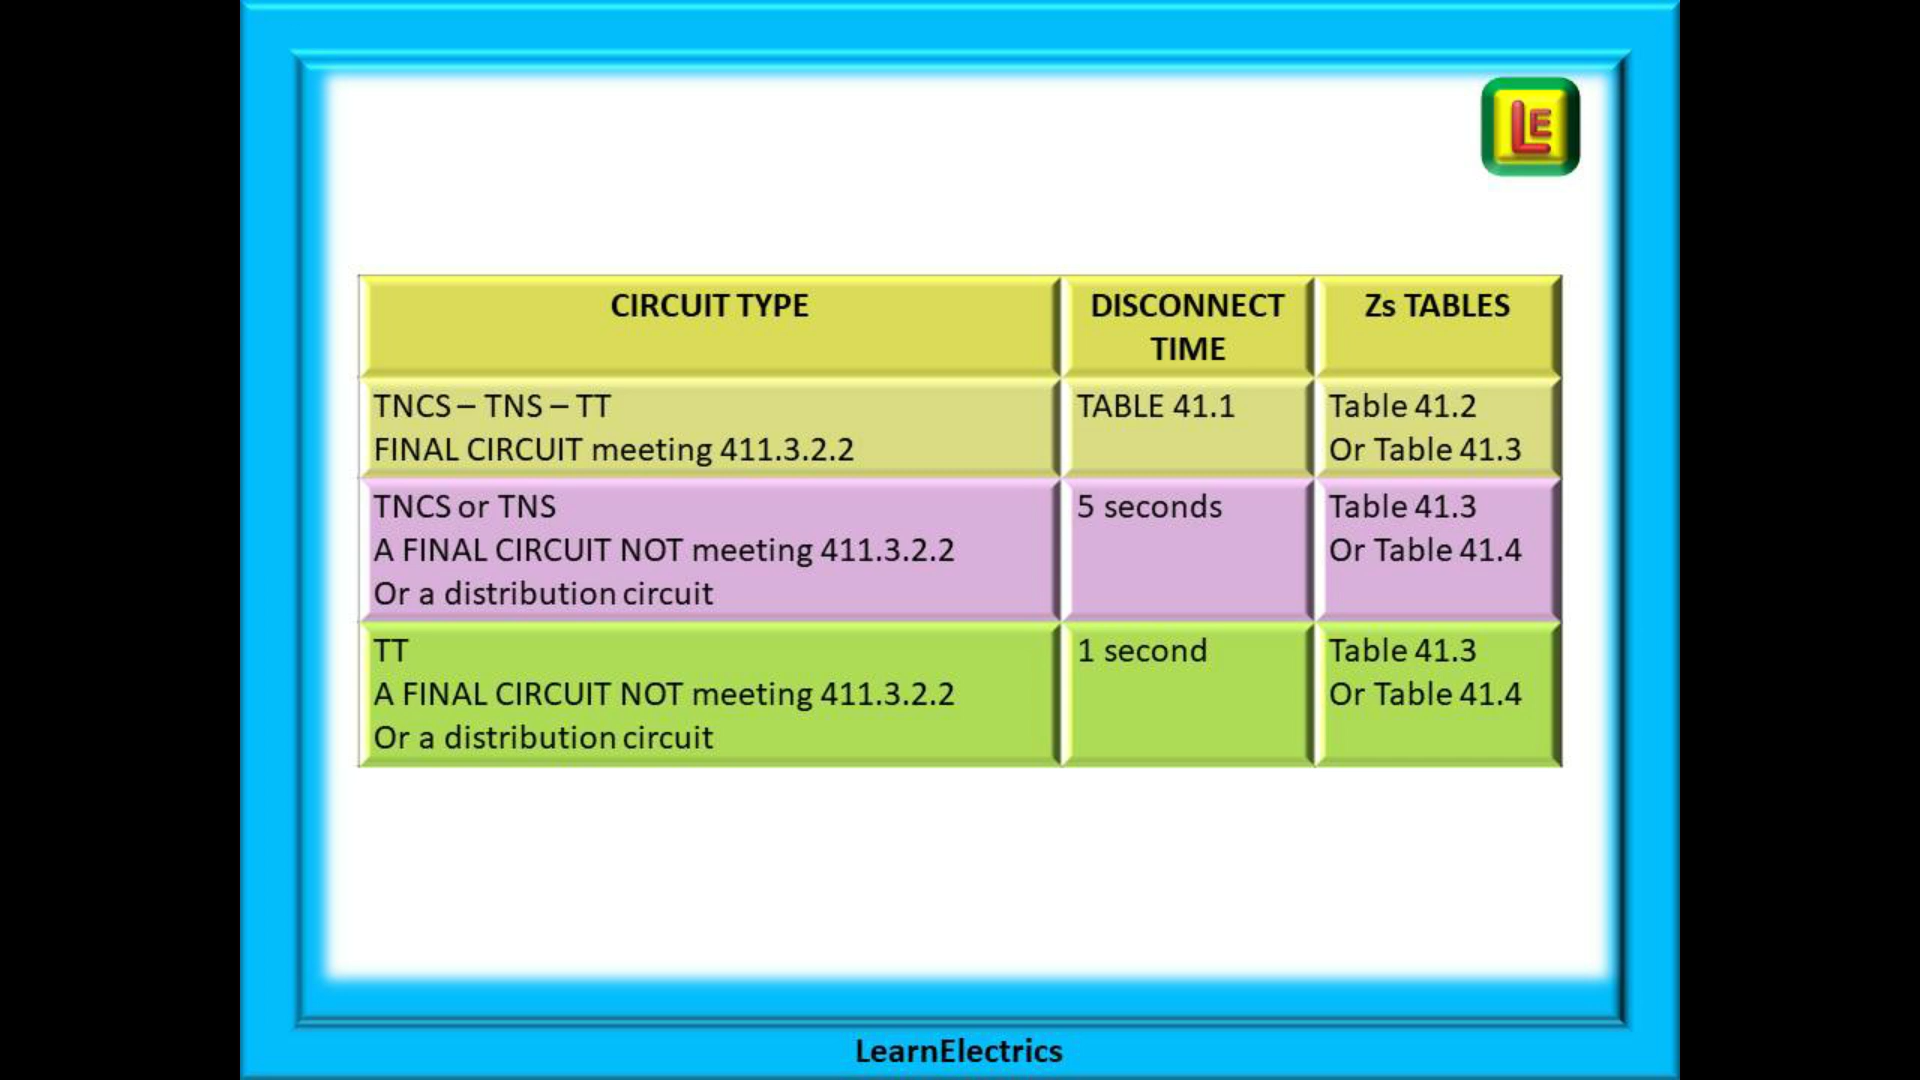 LE
CIRCUIT TYPE
DISCONNECT
TIME
Zs TABLES
TNCS – TNS – TT
FINAL CIRCUIT meeting 411.3.2.2
TABLE 41.1
Table 41.2
Or Table 41.3
TNCS or TNS
A FINAL CIRCUIT NOT meeting 411.3.2.2
Or a distribution circuit
5 seconds
Table 41.3
Or Table 41.4
TT
A FINAL CIRCUIT NOT meeting 411.3.2.2
Or a distribution circuit
1 second
Table 41.3
Or Table 41.4
LearnElectrics